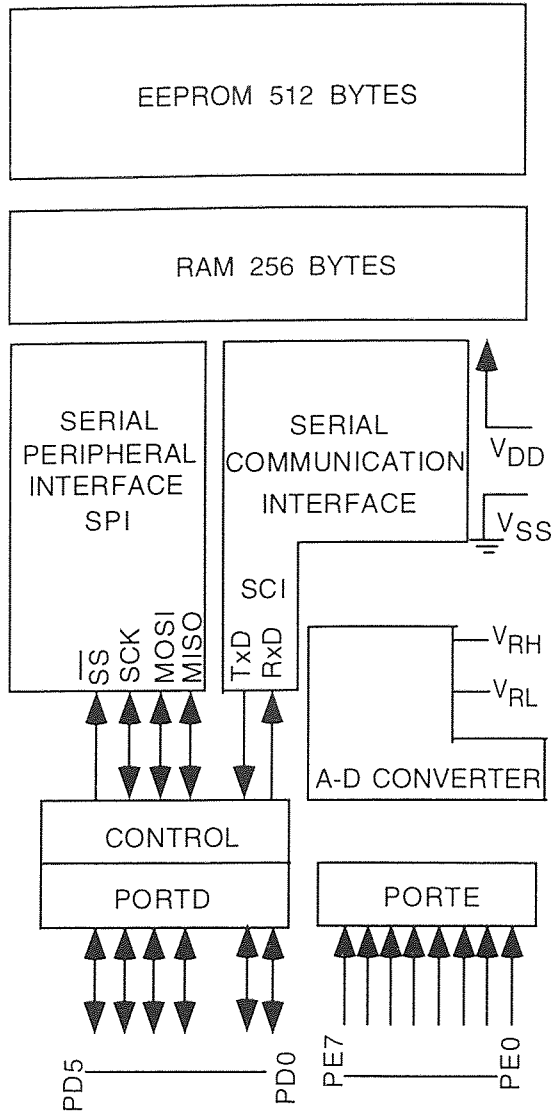 EEPROM 512 BYTES
RAM 256 BYTES
SERIAL
PERIPHERAL
INTERFACE
SPI
SS
SCK
MOSI
MISO
SERIAL
COMMUNICATION
INTERFACE
SCI
TxD
RxD
VDD
VSS
VRH
VRL
A-D CONVERTER
CONTROL
PORTD
PORTE
PD5
PD0
PE7
PE0